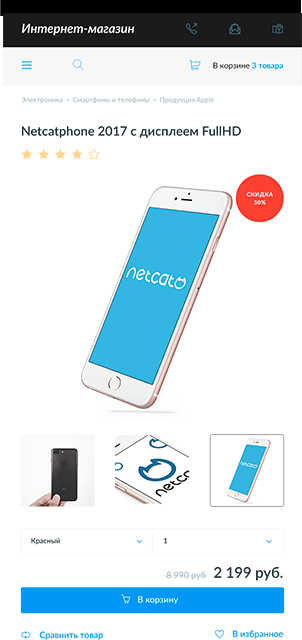 Интернет-магазин
В корзине 3 товара
Электроника • Смартфоны и телефоны • Продукция Apple
Netcatphone 2017 с дисплеем FullHD
СКИДКА
50%
netcat
netcat
Красный
1
8 990 руб. 2 199 руб.
В корзину
Сравнить товар
В избранное